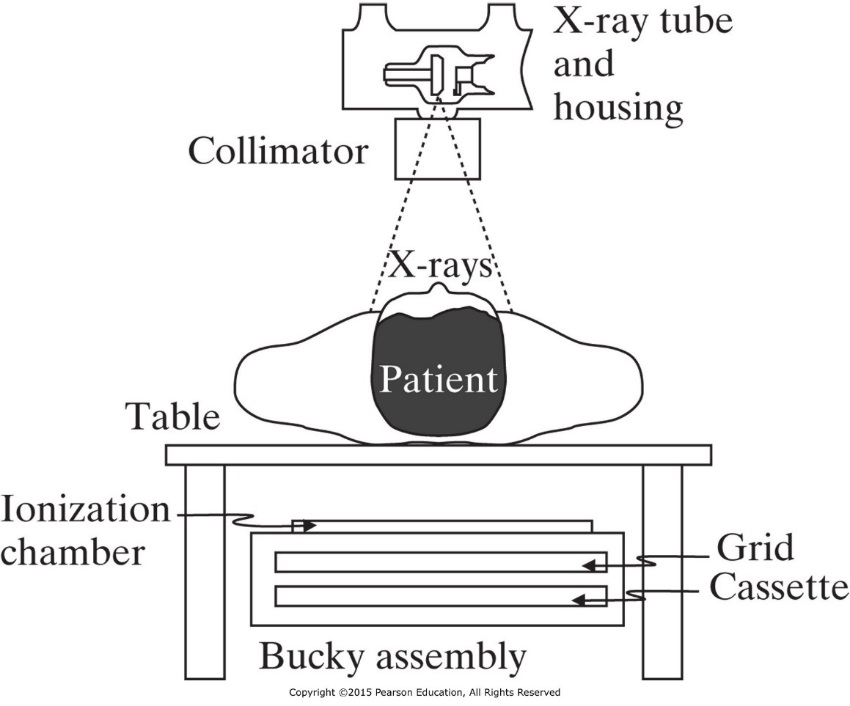 X-ray tube
and
housing
Collimator
X-rays
Patient
Table
Ionization
chamber
Grid
Cassette
Bucky assembly
Copyright ©2015 Pearson Education, All Rights Reserved